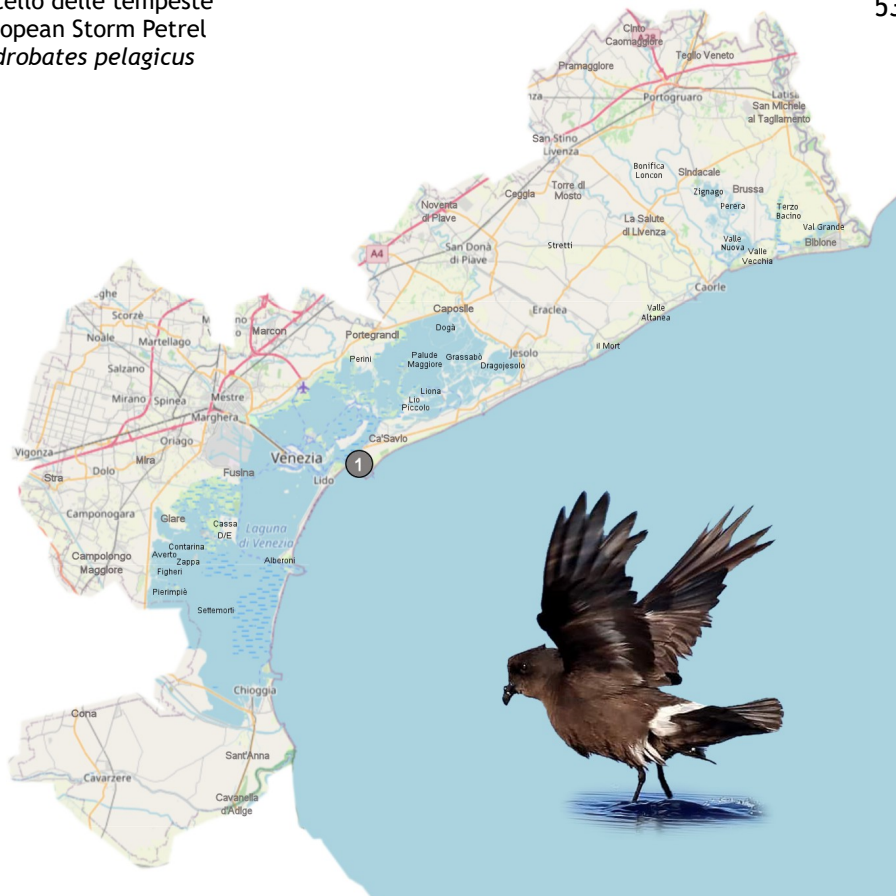 cello delle tempeste
opean Storm Petrel
drobates pelagicus
53
Cinto
Caomaggiore
A28
Teglio Veneto
Pramaggiore
nza
Portogruaro
Latisa
San Michele
al Tagliamento
San Stino
Livenza
Bonifica
Loncon
Sindacale
Ceggia
Torre di
Mosto
Zignago
Brussa
Perera
Terzo
Bacino
Noventa
di Piave
La Salute
di Livenza
Val Grande
Bibione
A4
San Donà
di Piave
Stretti
Valle
Nuova
Valle
Vecchia
Caorle
ghe
Scorzè
M
no
o
Marcon
Caposile
Eraclea
Valle
Altanea
Noale
Martellago
Portegrandi
Dogà
il Mort
Salzano
Perini
Palude
Maggiore
Grassabò
Jesolo
Dragojesolo
Mirano
Spinea
Mestre
Liona
Lio
Piccolo
Marghera
Oriago
Ca'Savio
Vigonza
Mira
Venezia
1
Stra
Dolo
Fusina
Lido
Camponogara
Giare
Cassa
D/E
Laguna
di Venezia
Contarina
Averto
Zappa
Alberoni
Campolongo
Maggiore
Figheri
Pierimpiè
Settemorti
Chioggia
Cona
Sant'Anna
Cavarzere
Cavanella
d'Adige